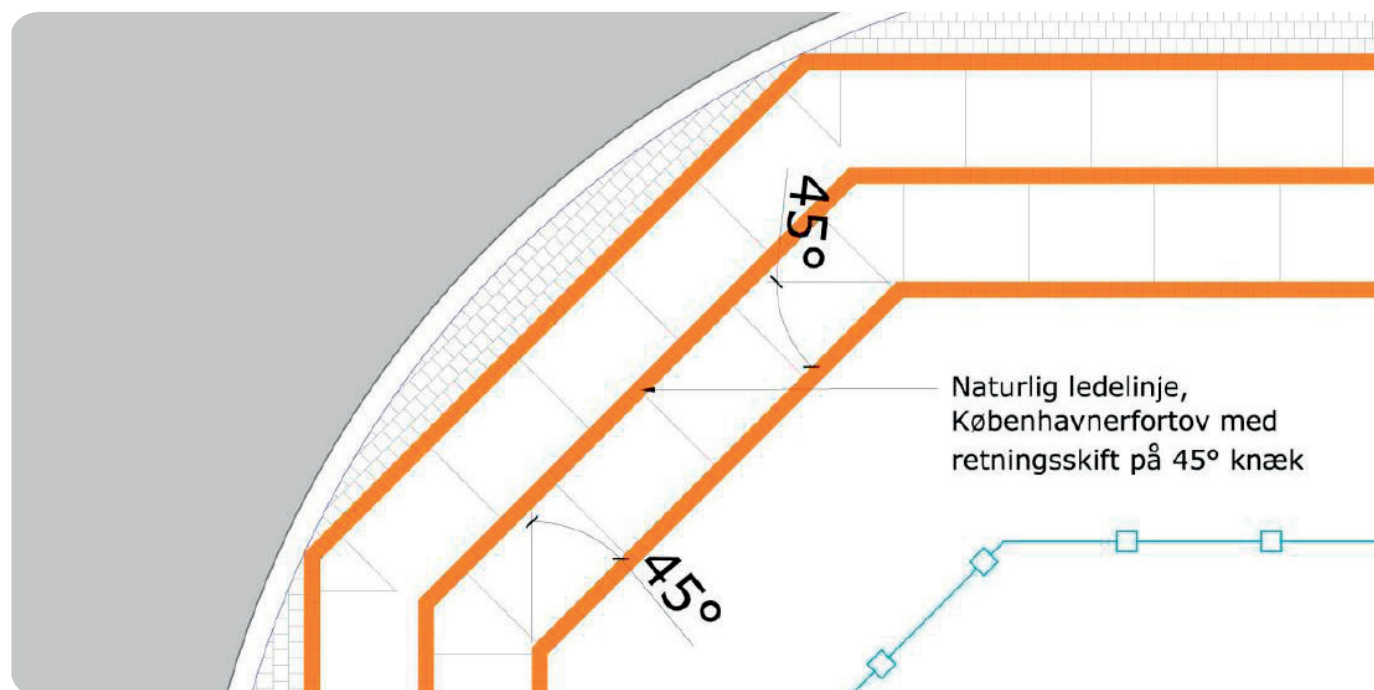 45°
Naturlig ledelinje,
Københavnerfortov med
retningsskift på 45° knæk
45°